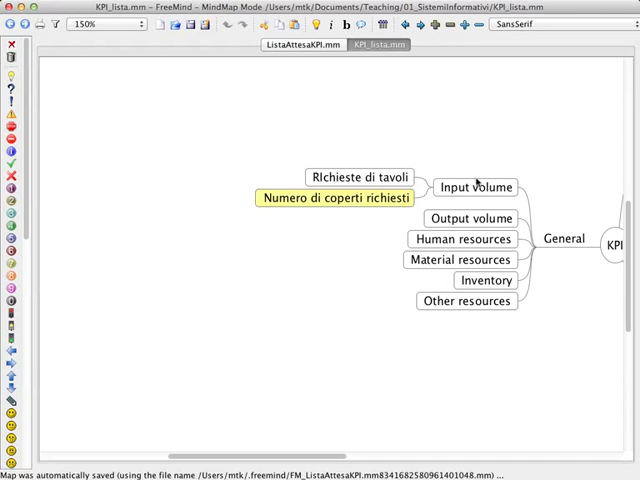 KPI_lista.mm - FreeMind - MindMap Mode /Users/mtk/Documents/Teaching/01_SistemiInformativi/KPI_lista.mm
150%
SansSerif
ListaAttesaKPI.mm
KPI_lista.mm
RIchieste di tavoli
Numero di coperti richiesti
Input volume
Output volume
Human resources
Material resources
Inventory
Other resources
General
KPI
Map was automatically saved (using the file name /Users/mtk/.freemind/FM_ListaAttesaKPI.mm8341682580961401048.mm) ...